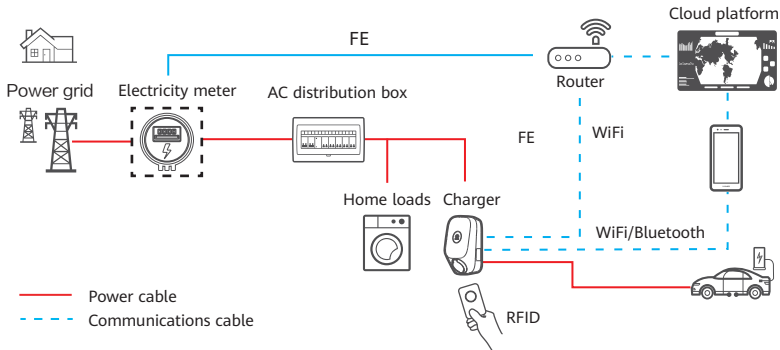 Cloud platform
FE
Router
Power grid
Electricity meter
AC distribution box
FE
WiFi
Home loads
Charger
WiFi/Bluetooth
Power cable
Communications cable
RFID